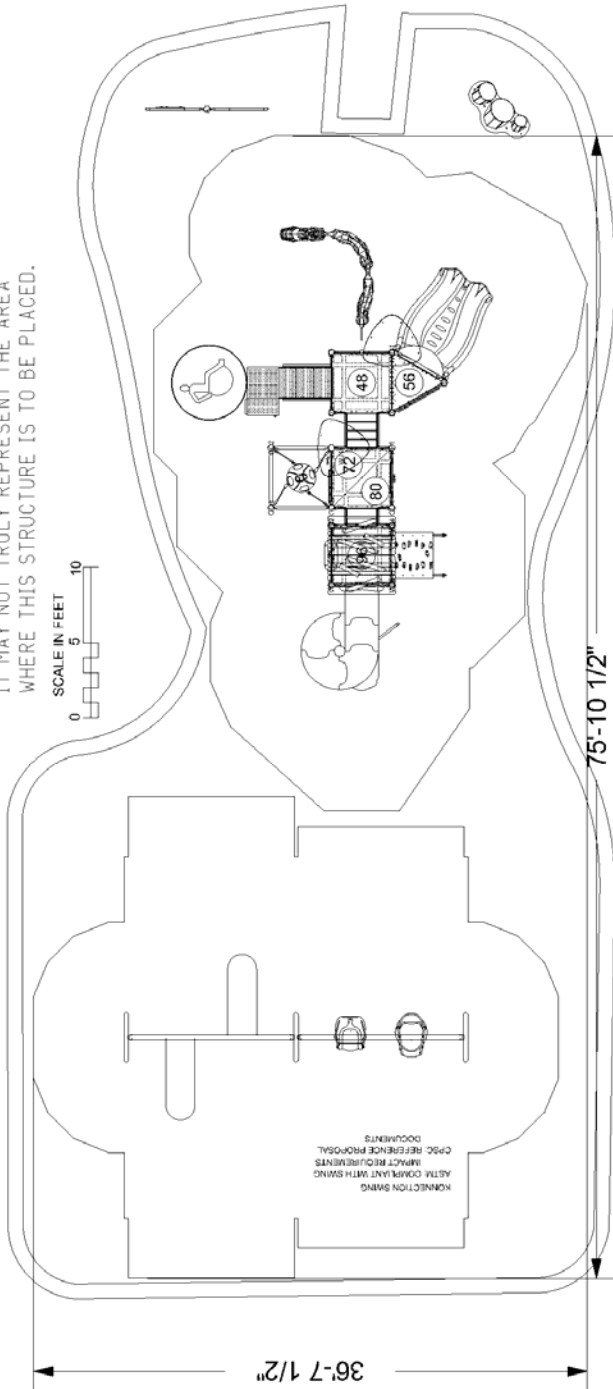 IT MAY NOT TRULY REPRESENT THE AREA
WHERE THIS STRUCTURE IS TO BE PLACED.
SCALE IN FEET
0 5 10
48
56
72
80
96
KONNECTION SWING
ASTM: COMPLIANT WITH SWING
IMPACT REQUIREMENTS
CPSC: REFERENCE PROPOSAL
DOCUMENTS
75'-10 1/2"
36'-7 1/2"